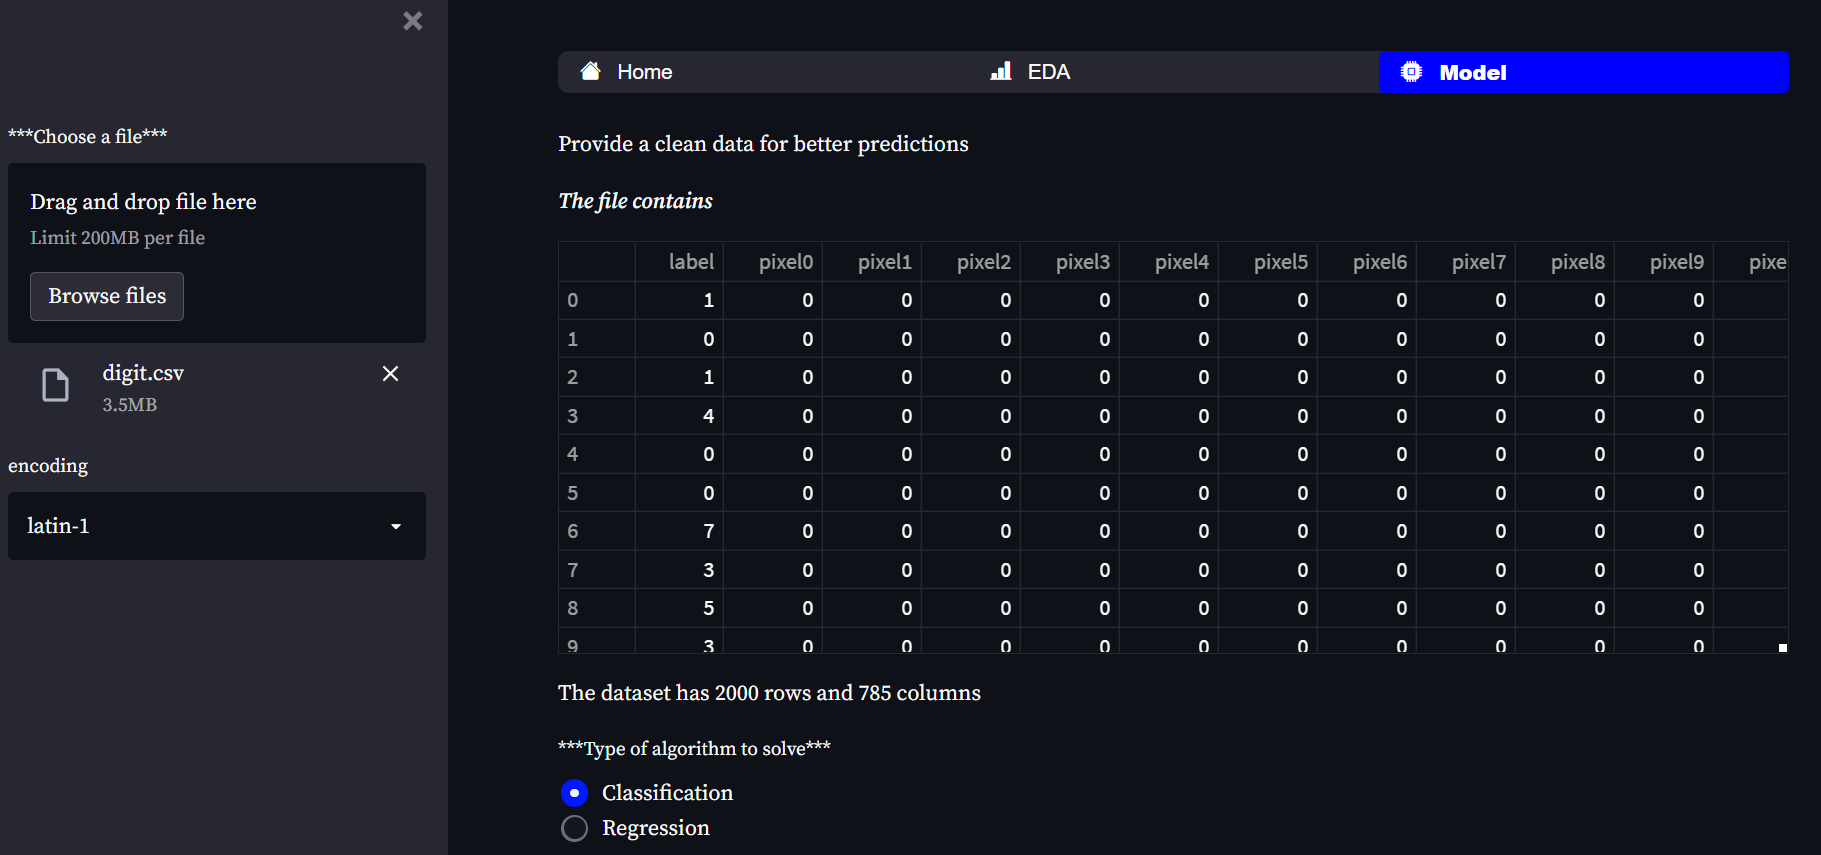 ***Choose a file***
Drag and drop file here
Limit 200MB per file
Browse files
digit.csv
3.5MB
encoding
latin-1
Home EDA Model
Provide a clean data for better predictions
The file contains
label pixel0 pixel1 pixel2 pixel3 pixel4 pixel5 pixel6 pixel7 pixel8 pixel9 pixe
0 1 0 0 0 0 0 0 0 0 0 0
1 0 0 0 0 0 0 0 0 0 0 0
2 1 0 0 0 0 0 0 0 0 0 0
3 4 0 0 0 0 0 0 0 0 0 0
4 0 0 0 0 0 0 0 0 0 0 0
5 0 0 0 0 0 0 0 0 0 0 0
6 7 0 0 0 0 0 0 0 0 0 0
7 3 0 0 0 0 0 0 0 0 0 0
8 5 0 0 0 0 0 0 0 0 0 0
9 3 0 0 0 0 0 0 0 0 0 0
The dataset has 2000 rows and 785 columns
***Type of algorithm to solve***
Classification
Regression